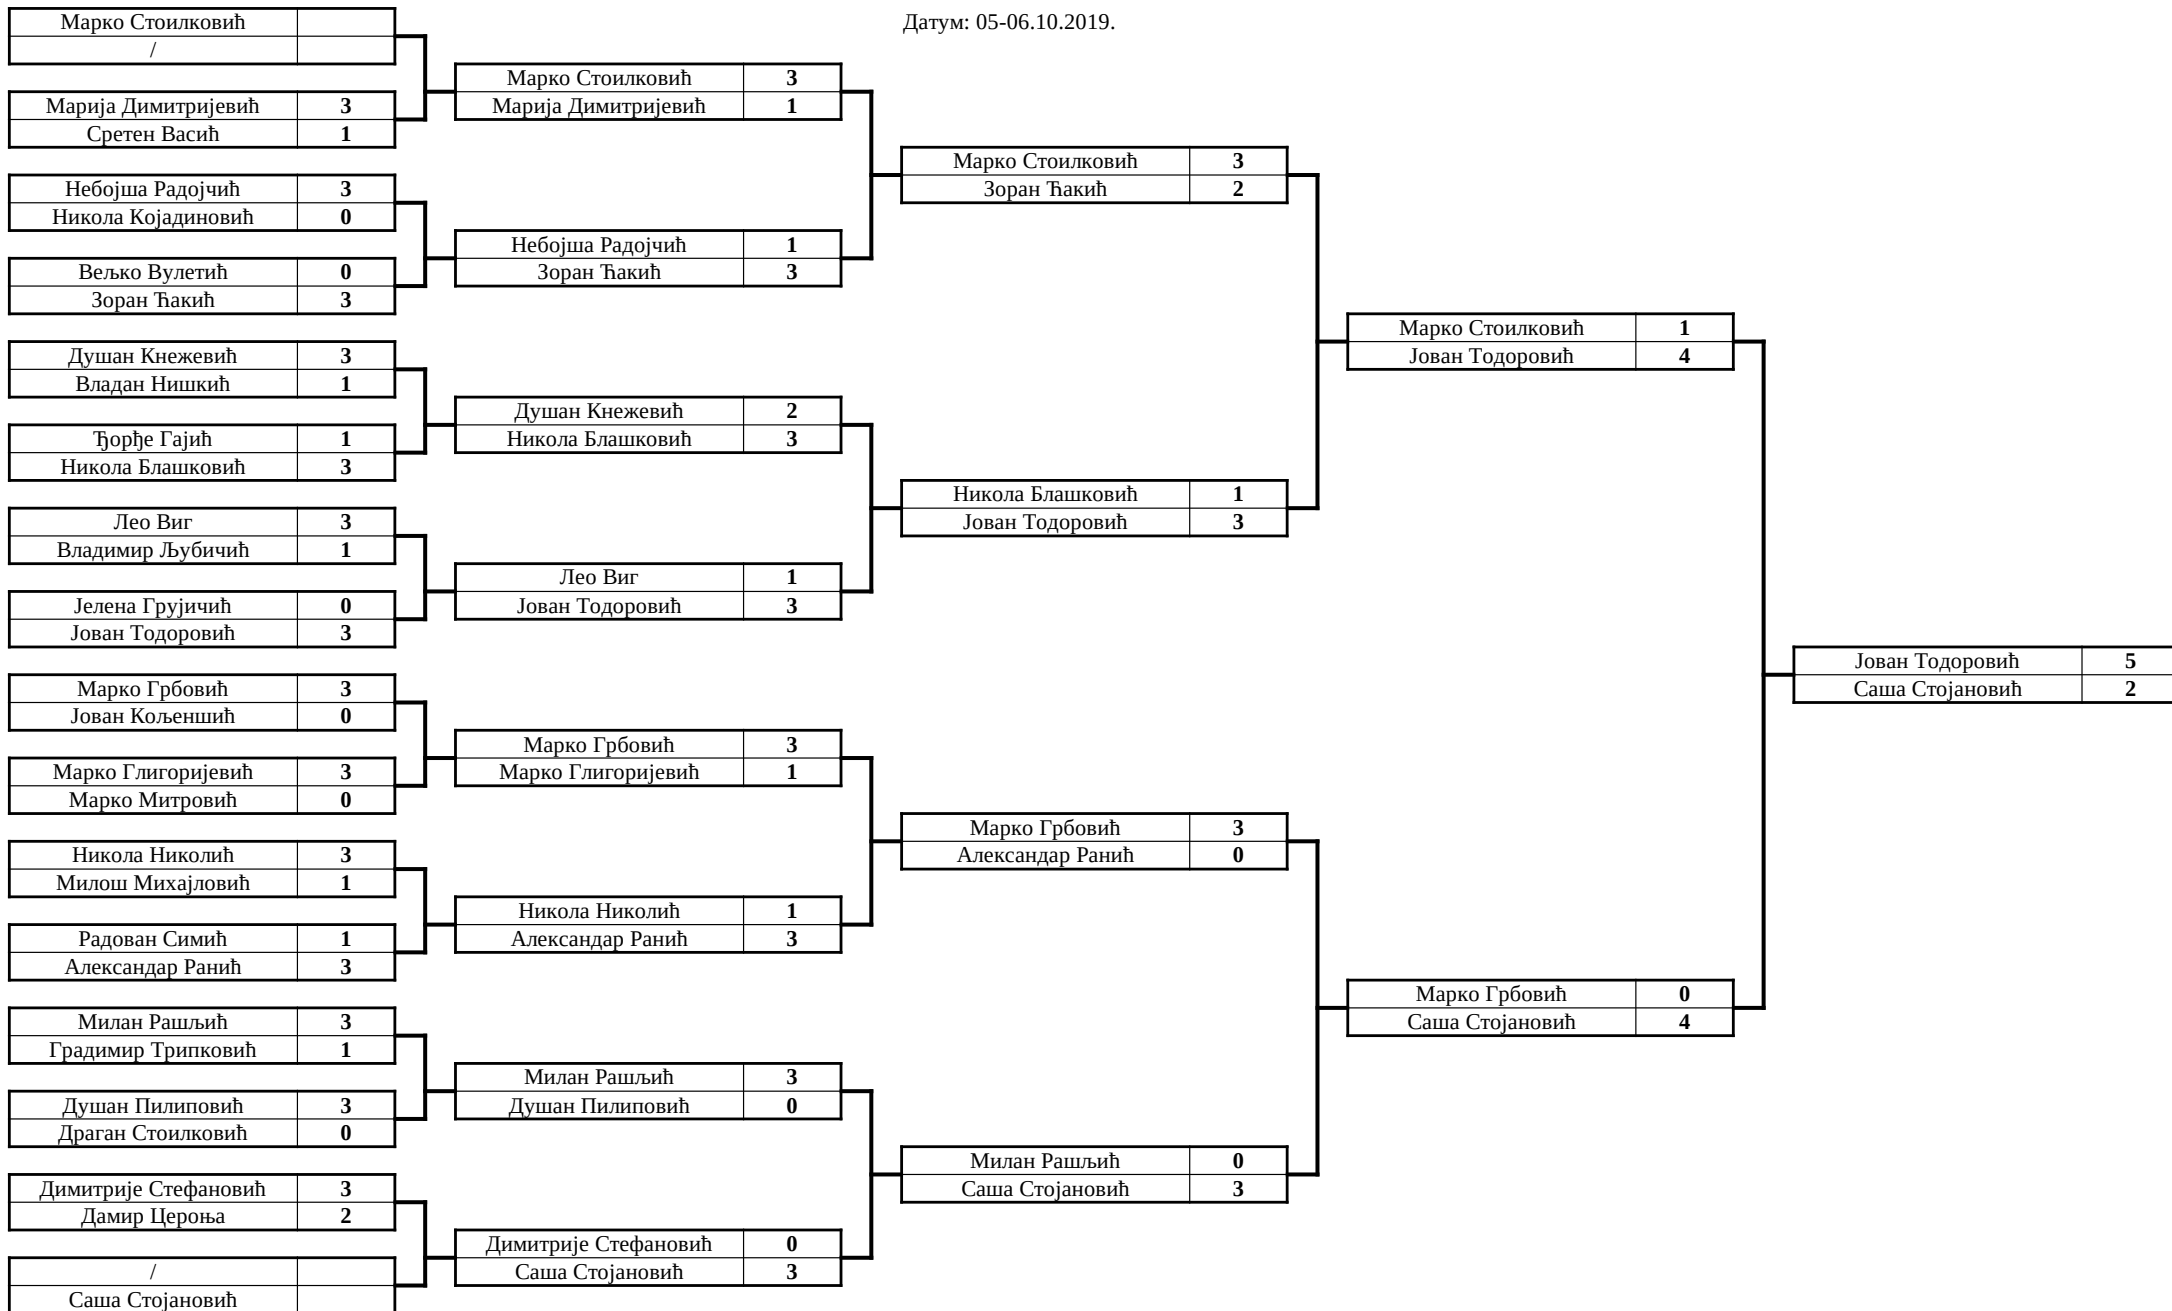 Датум: 05-06.10.2019.
Марко Стоилковић
/
Марија Димитријевић 3
Сретен Васић 1
Небојша Радојчић 3
Никола Којадиновић 0
Вељко Вулетић 0
Зоран Ћакић 3
Душан Кнежевић 3
Владан Нишкић 1
Ђорђе Гајић 1
Никола Блашковић 3
Лео Виг 3
Владимир Љубичић 1
Јелена Грујичић 0
Јован Тодоровић 3
Марко Грбовић 3
Јован Кољеншић 0
Марко Глигоријевић 3
Марко Митровић 0
Никола Николић 3
Милош Михајловић 1
Радован Симић 1
Александар Ранић 3
Милан Рашљић 3
Градимир Трипковић 1
Душан Пилиповић 3
Драган Стоилковић 0
Димитрије Стефановић 3
Дамир Цероња 2
/
Саша Стојановић
Марко Стоилковић 3
Марија Димитријевић 1
Небојша Радојчић 1
Зоран Ћакић 3
Душан Кнежевић 2
Никола Блашковић 3
Лео Виг 1
Јован Тодоровић 3
Марко Грбовић 3
Марко Глигоријевић 1
Никола Николић 1
Александар Ранић 3
Милан Рашљић 3
Душан Пилиповић 0
Димитрије Стефановић 0
Саша Стојановић 3
Марко Стоилковић 3
Зоран Ћакић 2
Никола Блашковић 1
Јован Тодоровић 3
Марко Грбовић 3
Александар Ранић 0
Милан Рашљић 0
Саша Стојановић 3
Марко Стоилковић 1
Јован Тодоровић 4
Марко Грбовић 0
Саша Стојановић 4
Јован Тодоровић 5
Саша Стојановић 2